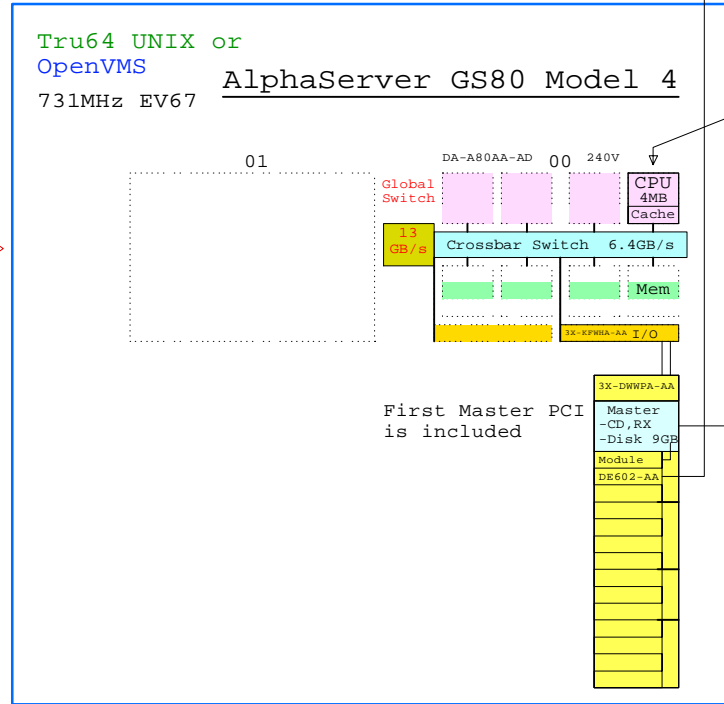 Tru64 UNIX or
OpenVMS
731MHz EV67
AlphaServer GS80 Model 4
01
DA-A80AA-AD
00
240V
Global
Switch
CPU
4MB
Cache
13
GB/s
Crossbar Switch 6.4GB/s
Mem
3X-KFWHA-AA I/O
3X-DWWPA-AA
First Master PCI
is included
Master
-CD,RX
-Disk 9GB
Module
DE602-AA